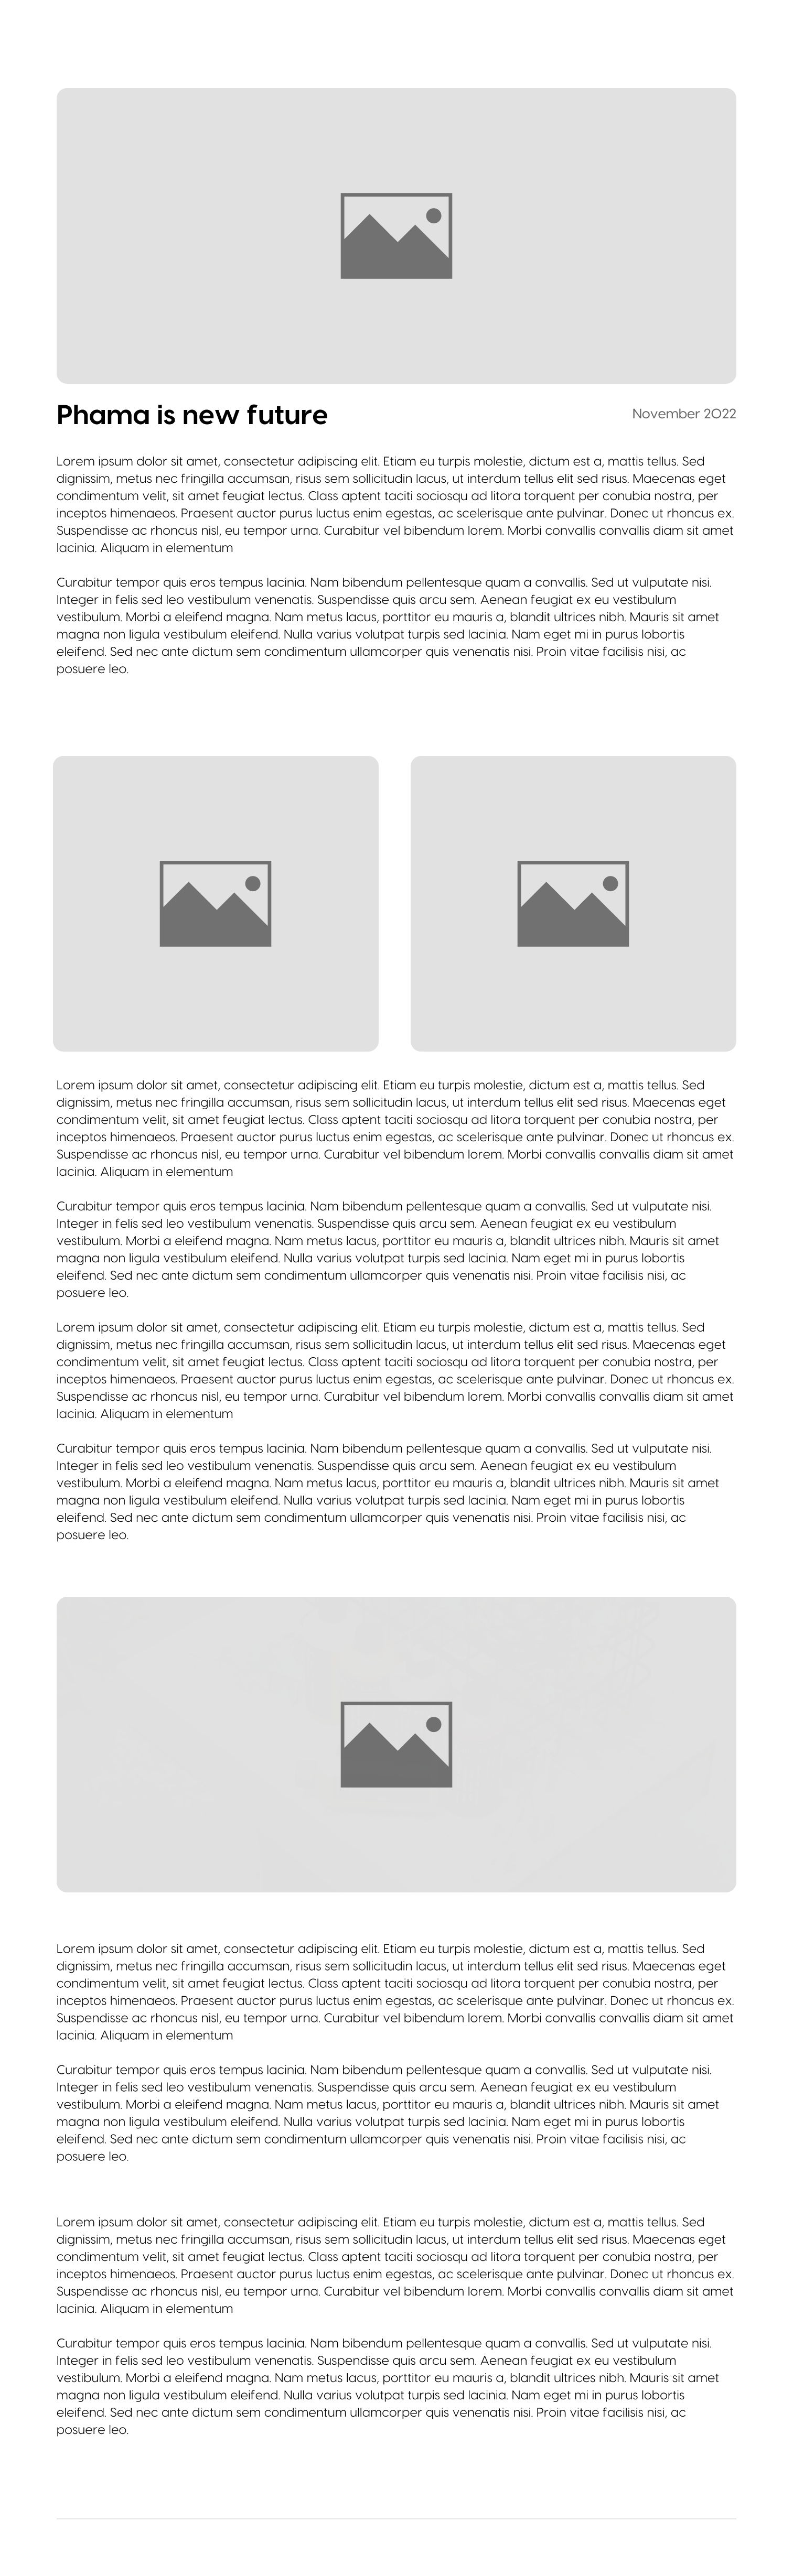 Phama is new future
November 2022
Lorem ipsum dolor sit amet, consectetur adipiscing elit. Etiam eu turpis molestie, dictum est a, mattis tellus. Sed
dignissim, metus nec fringilla accumsan, risus sem sollicitudin lacus, ut interdum tellus elit sed risus. Maecenas eget
condimentum velit, sit amet feugiat lectus. Class aptent taciti sociosqu ad litora torquent per conubia nostra, per
inceptos himenaeos. Praesent auctor purus luctus enim egestas, ac scelerisque ante pulvinar. Donec ut rhoncus ex.
Suspendisse ac rhoncus nisl, eu tempor urna. Curabitur vel bibendum lorem. Morbi convallis convallis diam sit amet
lacinia. Aliquam in elementum
Curabitur tempor quis eros tempus lacinia. Nam bibendum pellentesque quam a convallis. Sed ut vulputate nisi.
Integer in felis sed leo vestibulum venenatis. Suspendisse quis arcu sem. Aenean feugiat ex eu vestibulum
vestibulum. Morbi a eleifend magna. Nam metus lacus, porttitor eu mauris a, blandit ultrices nibh. Mauris sit amet
magna non ligula vestibulum eleifend. Nulla varius volutpat turpis sed lacinia. Nam eget mi in purus lobortis
eleifend. Sed nec ante dictum sem condimentum ullamcorper quis venenatis nisi. Proin vitae facilisis nisi, ac
posuere leo.
Lorem ipsum dolor sit amet, consectetur adipiscing elit. Etiam eu turpis molestie, dictum est a, mattis tellus. Sed
dignissim, metus nec fringilla accumsan, risus sem sollicitudin lacus, ut interdum tellus elit sed risus. Maecenas eget
condimentum velit, sit amet feugiat lectus. Class aptent taciti sociosqu ad litora torquent per conubia nostra, per
inceptos himenaeos. Praesent auctor purus luctus enim egestas, ac scelerisque ante pulvinar. Donec ut rhoncus ex.
Suspendisse ac rhoncus nisl, eu tempor urna. Curabitur vel bibendum lorem. Morbi convallis convallis diam sit amet
lacinia. Aliquam in elementum
Curabitur tempor quis eros tempus lacinia. Nam bibendum pellentesque quam a convallis. Sed ut vulputate nisi.
Integer in felis sed leo vestibulum venenatis. Suspendisse quis arcu sem. Aenean feugiat ex eu vestibulum
vestibulum. Morbi a eleifend magna. Nam metus lacus, porttitor eu mauris a, blandit ultrices nibh. Mauris sit amet
magna non ligula vestibulum eleifend. Nulla varius volutpat turpis sed lacinia. Nam eget mi in purus lobortis
eleifend. Sed nec ante dictum sem condimentum ullamcorper quis venenatis nisi. Proin vitae facilisis nisi, ac
posuere leo.
Lorem ipsum dolor sit amet, consectetur adipiscing elit. Etiam eu turpis molestie, dictum est a, mattis tellus. Sed
dignissim, metus nec fringilla accumsan, risus sem sollicitudin lacus, ut interdum tellus elit sed risus. Maecenas eget
condimentum velit, sit amet feugiat lectus. Class aptent taciti sociosqu ad litora torquent per conubia nostra, per
inceptos himenaeos. Praesent auctor purus luctus enim egestas, ac scelerisque ante pulvinar. Donec ut rhoncus ex.
Suspendisse ac rhoncus nisl, eu tempor urna. Curabitur vel bibendum lorem. Morbi convallis convallis diam sit amet
lacinia. Aliquam in elementum
Curabitur tempor quis eros tempus lacinia. Nam bibendum pellentesque quam a convallis. Sed ut vulputate nisi.
Integer in felis sed leo vestibulum venenatis. Suspendisse quis arcu sem. Aenean feugiat ex eu vestibulum
vestibulum. Morbi a eleifend magna. Nam metus lacus, porttitor eu mauris a, blandit ultrices nibh. Mauris sit amet
magna non ligula vestibulum eleifend. Nulla varius volutpat turpis sed lacinia. Nam eget mi in purus lobortis
eleifend. Sed nec ante dictum sem condimentum ullamcorper quis venenatis nisi. Proin vitae facilisis nisi, ac
posuere leo.
Lorem ipsum dolor sit amet, consectetur adipiscing elit. Etiam eu turpis molestie, dictum est a, mattis tellus. Sed
dignissim, metus nec fringilla accumsan, risus sem sollicitudin lacus, ut interdum tellus elit sed risus. Maecenas eget
condimentum velit, sit amet feugiat lectus. Class aptent taciti sociosqu ad litora torquent per conubia nostra, per
inceptos himenaeos. Praesent auctor purus luctus enim egestas, ac scelerisque ante pulvinar. Donec ut rhoncus ex.
Suspendisse ac rhoncus nisl, eu tempor urna. Curabitur vel bibendum lorem. Morbi convallis convallis diam sit amet
lacinia. Aliquam in elementum
Curabitur tempor quis eros tempus lacinia. Nam bibendum pellentesque quam a convallis. Sed ut vulputate nisi.
Integer in felis sed leo vestibulum venenatis. Suspendisse quis arcu sem. Aenean feugiat ex eu vestibulum
vestibulum. Morbi a eleifend magna. Nam metus lacus, porttitor eu mauris a, blandit ultrices nibh. Mauris sit amet
magna non ligula vestibulum eleifend. Nulla varius volutpat turpis sed lacinia. Nam eget mi in purus lobortis
eleifend. Sed nec ante dictum sem condimentum ullamcorper quis venenatis nisi. Proin vitae facilisis nisi, ac
posuere leo.
Lorem ipsum dolor sit amet, consectetur adipiscing elit. Etiam eu turpis molestie, dictum est a, mattis tellus. Sed
dignissim, metus nec fringilla accumsan, risus sem sollicitudin lacus, ut interdum tellus elit sed risus. Maecenas eget
condimentum velit, sit amet feugiat lectus. Class aptent taciti sociosqu ad litora torquent per conubia nostra, per
inceptos himenaeos. Praesent auctor purus luctus enim egestas, ac scelerisque ante pulvinar. Donec ut rhoncus ex.
Suspendisse ac rhoncus nisl, eu tempor urna. Curabitur vel bibendum lorem. Morbi convallis convallis diam sit amet
lacinia. Aliquam in elementum
Curabitur tempor quis eros tempus lacinia. Nam bibendum pellentesque quam a convallis. Sed ut vulputate nisi.
Integer in felis sed leo vestibulum venenatis. Suspendisse quis arcu sem. Aenean feugiat ex eu vestibulum
vestibulum. Morbi a eleifend magna. Nam metus lacus, porttitor eu mauris a, blandit ultrices nibh. Mauris sit amet
magna non ligula vestibulum eleifend. Nulla varius volutpat turpis sed lacinia. Nam eget mi in purus lobortis
eleifend. Sed nec ante dictum sem condimentum ullamcorper quis venenatis nisi. Proin vitae facilisis nisi, ac
posuere leo.